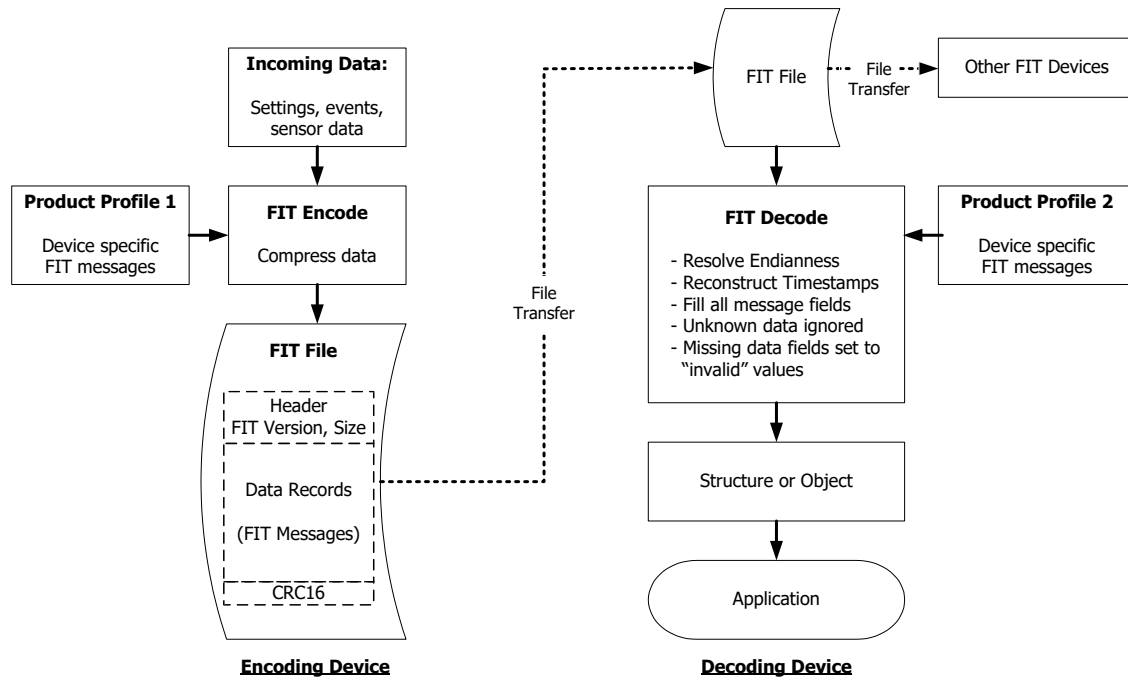 Incoming Data:
Settings, events,
sensor data
Product Profile 1
Device specific
FIT messages
FIT Encode
Compress data
FIT File
Header
FIT Version, Size
Data Records
(FIT Messages)
CRC16
Encoding Device
File
Transfer
FIT File
File
Transfer
Other FIT Devices
FIT Decode
- Resolve Endianness
- Reconstruct Timestamps
- Fill all message fields
- Unknown data ignored
- Missing data fields set to
“invalid” values
Product Profile 2
Device specific
FIT messages
Structure or Object
Application
Decoding Device